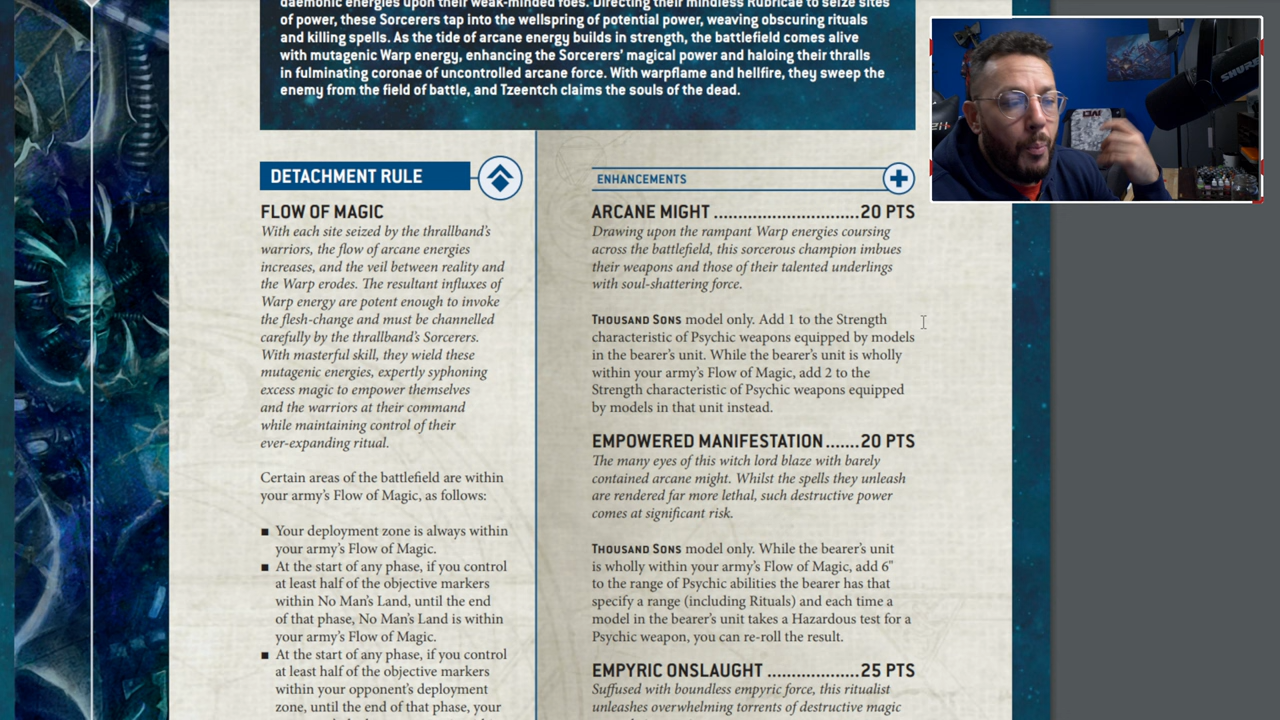 daemonic energies upon their weak-minded foes. Directing their mindless Rubricae to seize sites
of power, these Sorcerers tap into the wellspring of potential power, weaving obscuring rituals
and killing spells. As the tide of arcane energy builds in strength, the battlefield comes alive
with mutagenic Warp energy, enhancing the Sorcerers’ magical power and haloing their thralls
in fulminating coronae of uncontrolled arcane force. With warpflame and hellfire, they sweep the
enemy from the field of battle, and Tzeentch claims the souls of the dead.
DETACHMENT RULE
FLOW OF MAGIC
With each site seized by the thrallband’s
warriors, the flow of arcane energies
increases, and the veil between reality and
the Warp erodes. The resultant influxes of
Warp energy are potent enough to invoke
the flesh-change and must be channelled
carefully by the thrallband’s Sorcerers.
With masterful skill, they wield these
mutagenic energies, expertly syphoning
excess magic to empower themselves
and the warriors at their command
while maintaining control of their
ever-expanding ritual.
Certain areas of the battlefield are within
your army’s Flow of Magic, as follows:
■ Your deployment zone is always within
your army’s Flow of Magic.
■ At the start of any phase, if you control
at least half of the objective markers
within No Man’s Land, until the end
of that phase, No Man’s Land is within
your army’s Flow of Magic.
■ At the start of any phase, if you control
at least half of the objective markers
within your opponent’s deployment
zone, until the end of that phase, your
ENHANCEMENTS
ARCANE MIGHT ..............................20 PTS
Drawing upon the rampant Warp energies coursing
across the battlefield, this sorcerous champion imbues
their weapons and those of their talented underlings
with soul-shattering force.
THOUSAND SONS model only. Add 1 to the Strength
characteristic of Psychic weapons equipped by models
in the bearer’s unit. While the bearer’s unit is wholly
within your army’s Flow of Magic, add 2 to the
Strength characteristic of Psychic weapons equipped
by models in that unit instead.
EMPOWERED MANIFESTATION.......20 PTS
The many eyes of this witch lord blaze with barely
contained arcane might. Whilst the spells they unleash
are rendered far more lethal, such destructive power
comes at significant risk.
THOUSAND SONS model only. While the bearer’s unit
is wholly within your army’s Flow of Magic, add 6"
to the range of Psychic abilities the bearer has that
specify a range (including Rituals) and each time a
model in the bearer’s unit takes a Hazardous test for a
Psychic weapon, you can re-roll the result.
EMPYRIC ONSLAUGHT ...................25 PTS
Suffused with boundless empyric force, this ritualist
unleashes overwhelming torrents of destructive magic
SHURE